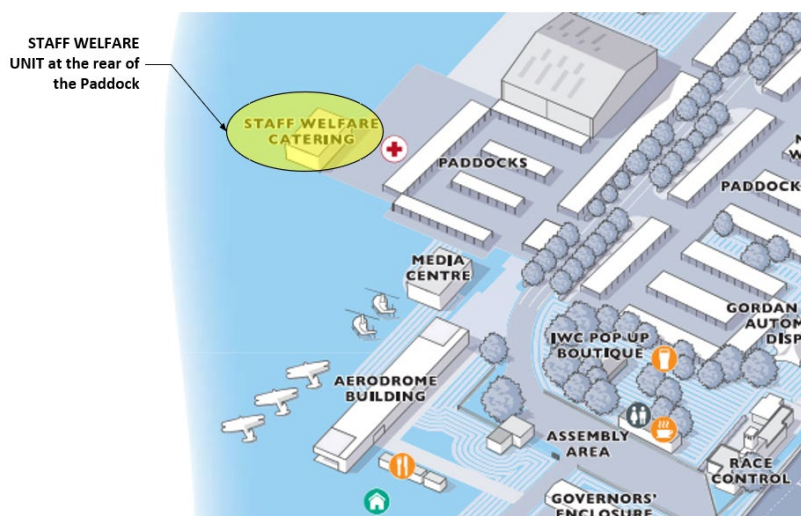 STAFF WELFARE
UNIT at the rear of
the Paddock
STAFF WELFARE
CATERING
PADDOCKS
PADDOCK
MEDIA
CENTRE
GORDAN
AUTOM
DISP
IWC POP UP
BOUTIQUE
AERODROME
BUILDING
ASSEMBLY
AREA
RACE
CONTROL
GOVERNORS'
ENCLOSURE